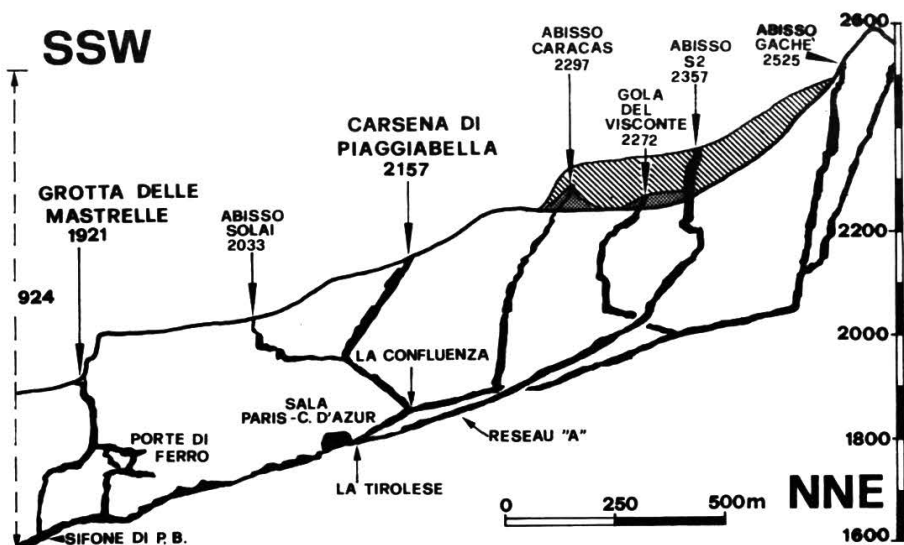 SSW
2600
ABISSO
CARACAS
2297
ABISSO
S2
2357
ABISSO
GACHÈ
2525
GOLA
DEL
VISCONTE
2272
CARSENA DI
PIAGGIABELLA
2157
GROTTA DELLE
MASTRELLE
1921
ABISSO
SOLAI
2033
2200
924
2000
LA CONFLUENZA
SALA
PARIS-C. D'AZUR
PORTE DI
FERRO
RESEAU "A"
1800
LA TIROLESE
0 250 500m
NNE
SIFONE DI P. B.
1600